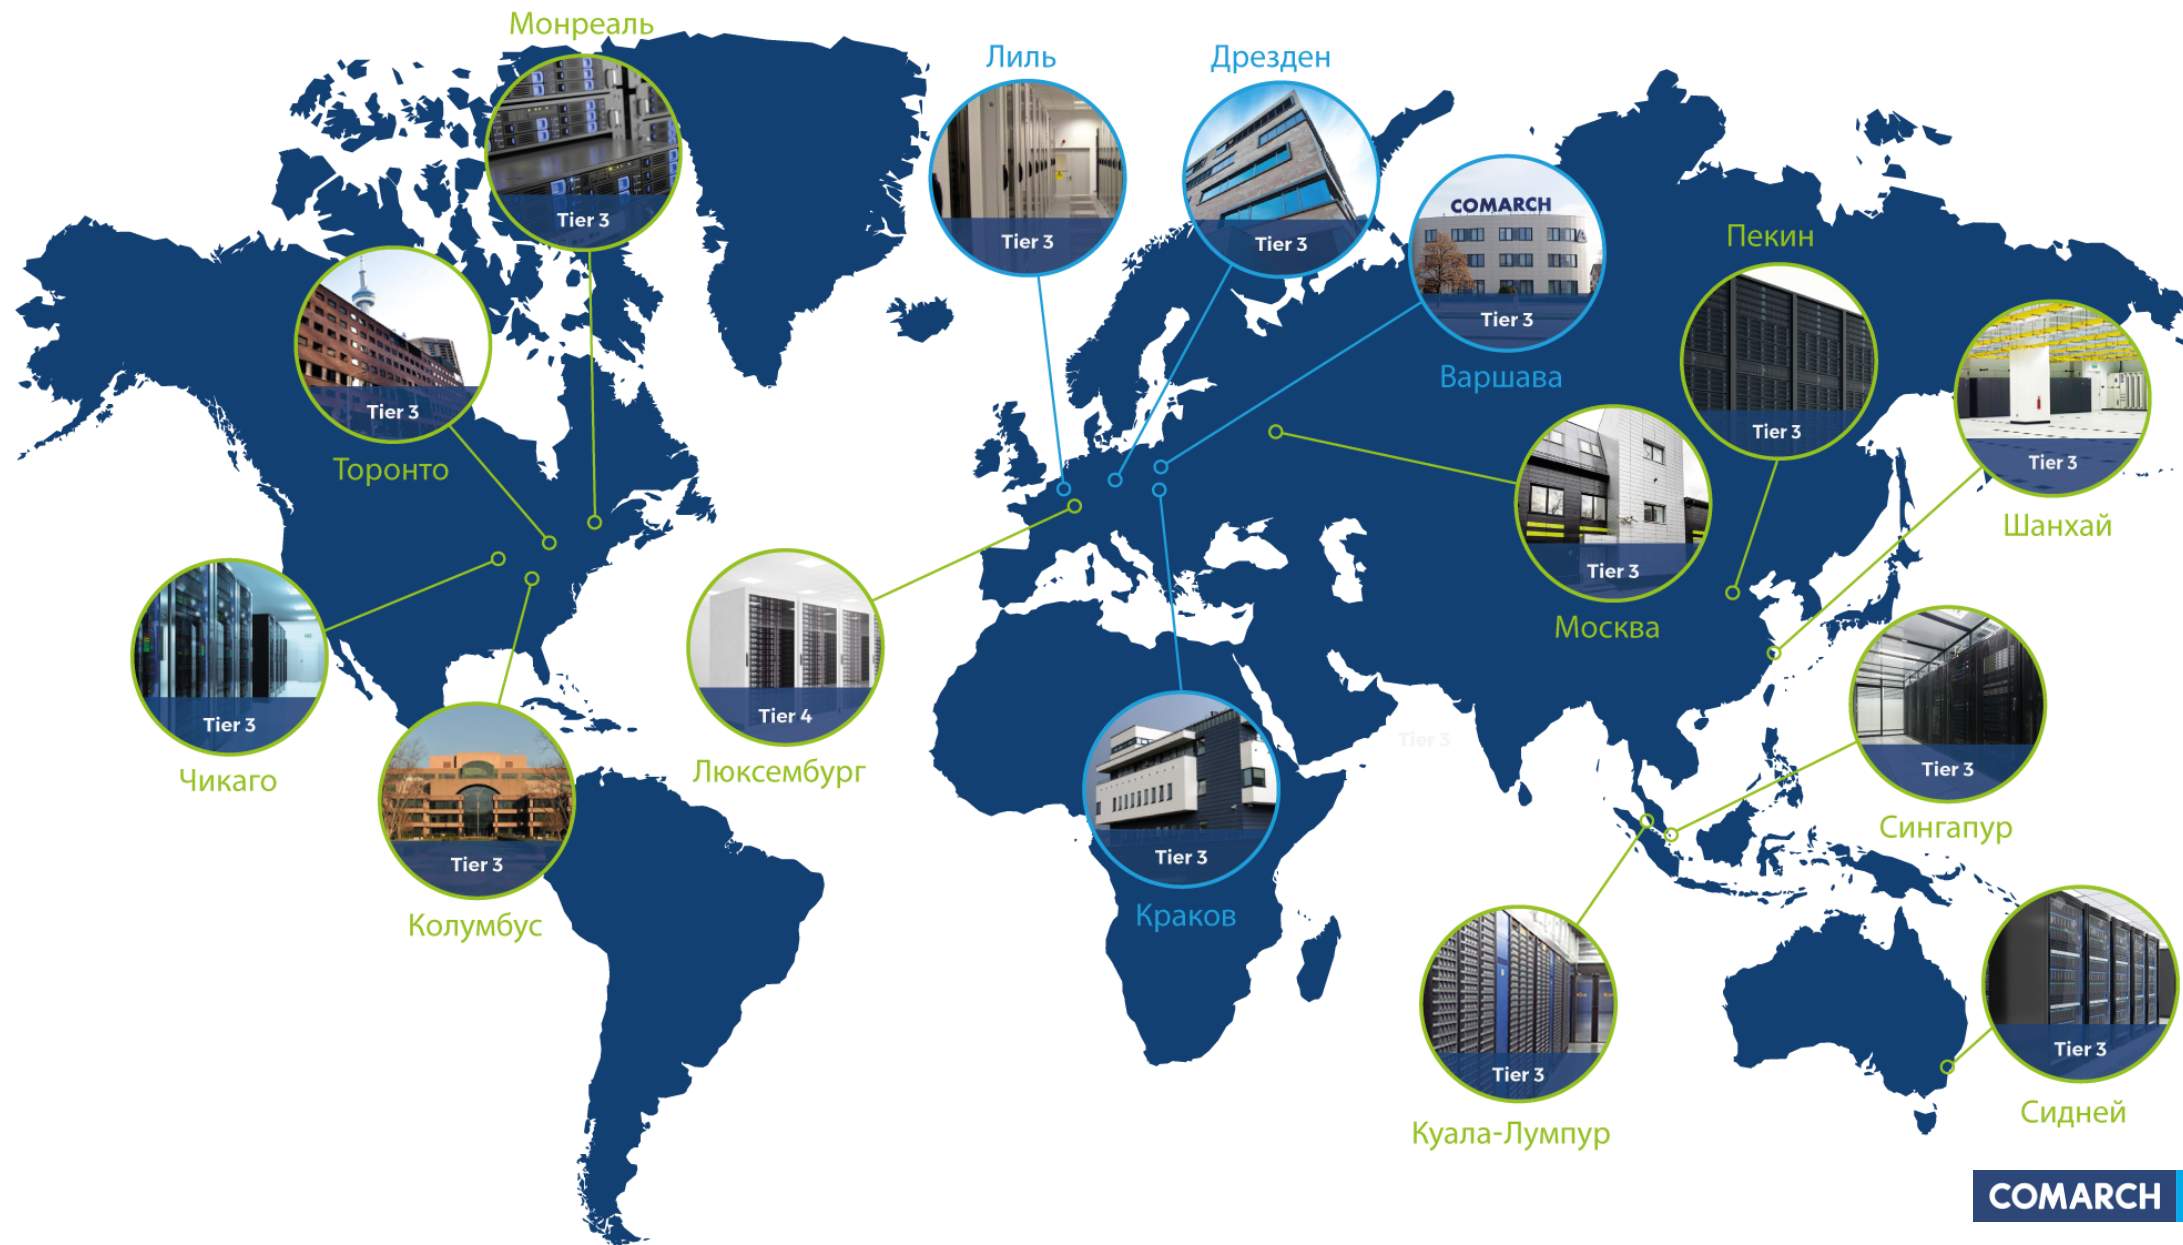 Монреаль
Tier 3
Лиль
Tier 3
Дрезден
Tier 3
COMARCH
Tier 3
Варшава
Пекин
Tier 3
Tier 3
Торонто
Tier 3
Шанхай
Tier 3
Москва
Tier 3
Чикаго
Tier 4
Люксембург
Tier 3
Tier 3
Сингапур
Tier 3
Колумбус
Tier 3
Краков
Tier 3
Куала-Лумпур
Tier 3
Сидней
COMARCH